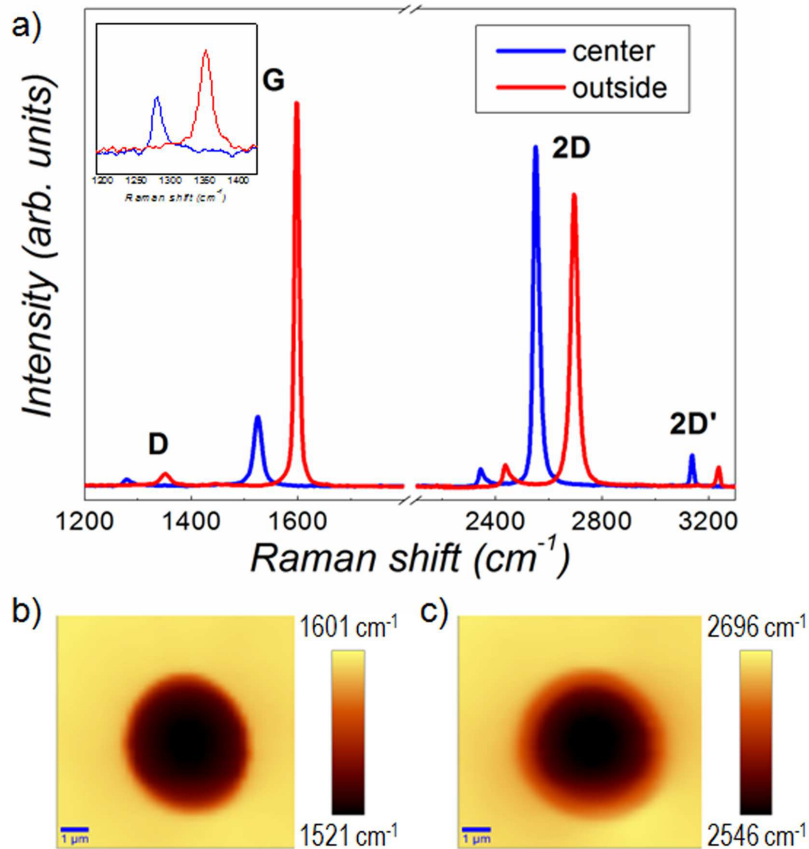 a)
center
outside
G
2D
D
2D'
1200 1250 1300 1350 1400
Raman shift (cm⁻¹)
Intensity (arb. units)
1200 1400 1600 2400 2800 3200
Raman shift (cm⁻¹)
b)
1601 cm⁻¹
1521 cm⁻¹
1 µm
c)
2696 cm⁻¹
2546 cm⁻¹
1 µm